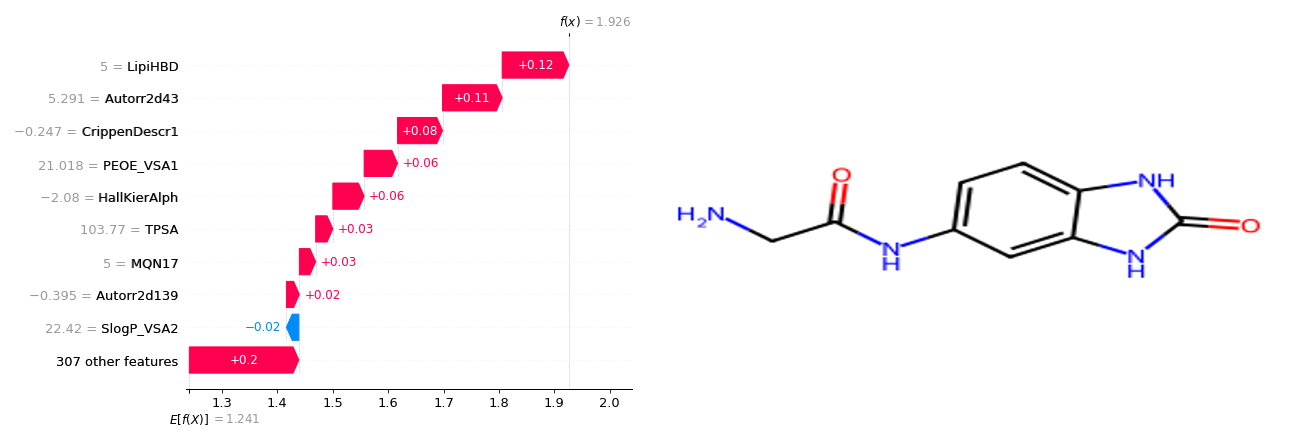 f(x) = 1.926
5 = LipiHBD
+0.12
5.291 = Autorr2d43
+0.11
−0.247 = CrippenDescr1
+0.08
21.018 = PEOE_VSA1
+0.06
−2.08 = HallKierAlph
+0.06
103.77 = TPSA
+0.03
5 = MQN17
+0.03
−0.395 = Autorr2d139
+0.02
22.42 = SlogP_VSA2
−0.02
307 other features
+0.2
1.3 1.4 1.5 1.6 1.7 1.8 1.9 2.0
E[f(X)] = 1.241
O
NH
H₂N
O
N
H
N
H